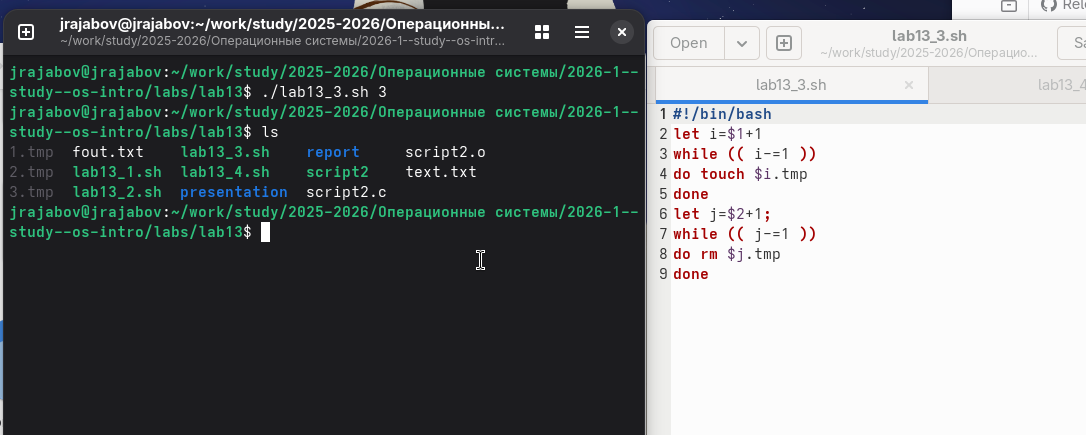 jrajabov@jrajabov:~/work/study/2025-2026/Операционны...
~/work/study/2025-2026/Операционные системы/2026-1--study--os-intr...
jrajabov@jrajabov:~/work/study/2025-2026/Операционные системы/2026-1--
study--os-intro/labs/lab13$ ./lab13_3.sh 3
jrajabov@jrajabov:~/work/study/2025-2026/Операционные системы/2026-1--
study--os-intro/labs/lab13$ ls
1.tmp fout.txt lab13_3.sh report script2.o
2.tmp lab13_1.sh lab13_4.sh script2 text.txt
3.tmp lab13_2.sh presentation script2.c
jrajabov@jrajabov:~/work/study/2025-2026/Операционные системы/2026-1--
study--os-intro/labs/lab13$
Rele
Open
lab13_3.sh
~/work/study/2025-2026/Операцио...
Sa
lab13_3.sh ×
lab13_4
1 #!/bin/bash
2 let i=$1+1
3 while (( i-=1 ))
4 do touch $i.tmp
5 done
6 let j=$2+1;
7 while (( j-=1 ))
8 do rm $j.tmp
9 done